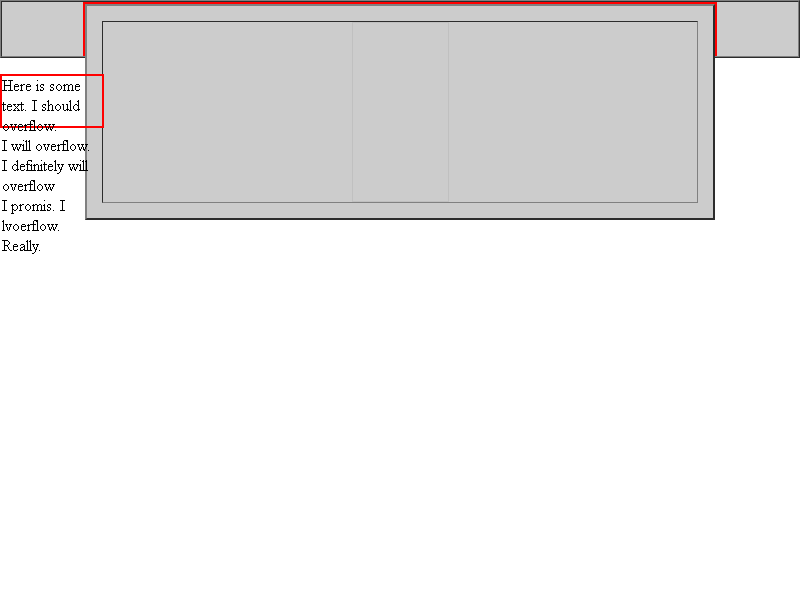 Here is some
text. I should
overflow.
I will overflow.
I definitely will
overflow
I promis. I
lvoerflow.
Really.